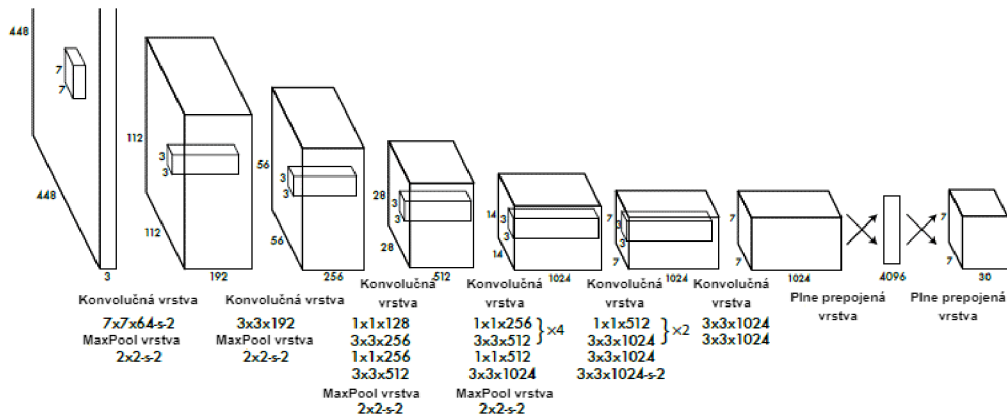 448
7
7
448
3
112
3
3
112
192
56
3
3
56
256
28
3
3
28
512
14
3
3
14
1024
7
3
3
7
1024
7
7
1024
4096
7
7
30
Konvolučná vrstva
7x7x64-s-2
MaxPool vrstva
2x2-s-2
Konvolučná vrstva
3x3x192
MaxPool vrstva
2x2-s-2
Konvolučná
vrstva
1x1x128
3x3x256
1x1x256
3x3x512
MaxPool vrstva
2x2-s-2
Konvolučná
vrstva
1x1x256
3x3x512
}×4
1x1x512
3x3x1024
MaxPool vrstva
2x2-s-2
Konvolučná
vrstva
1x1x512
3x3x1024
}×2
3x3x1024
3x3x1024-s-2
Konvolučná
vrstva
3x3x1024
3x3x1024
Plne prepojená
vrstva
Plne prepojená
vrstva